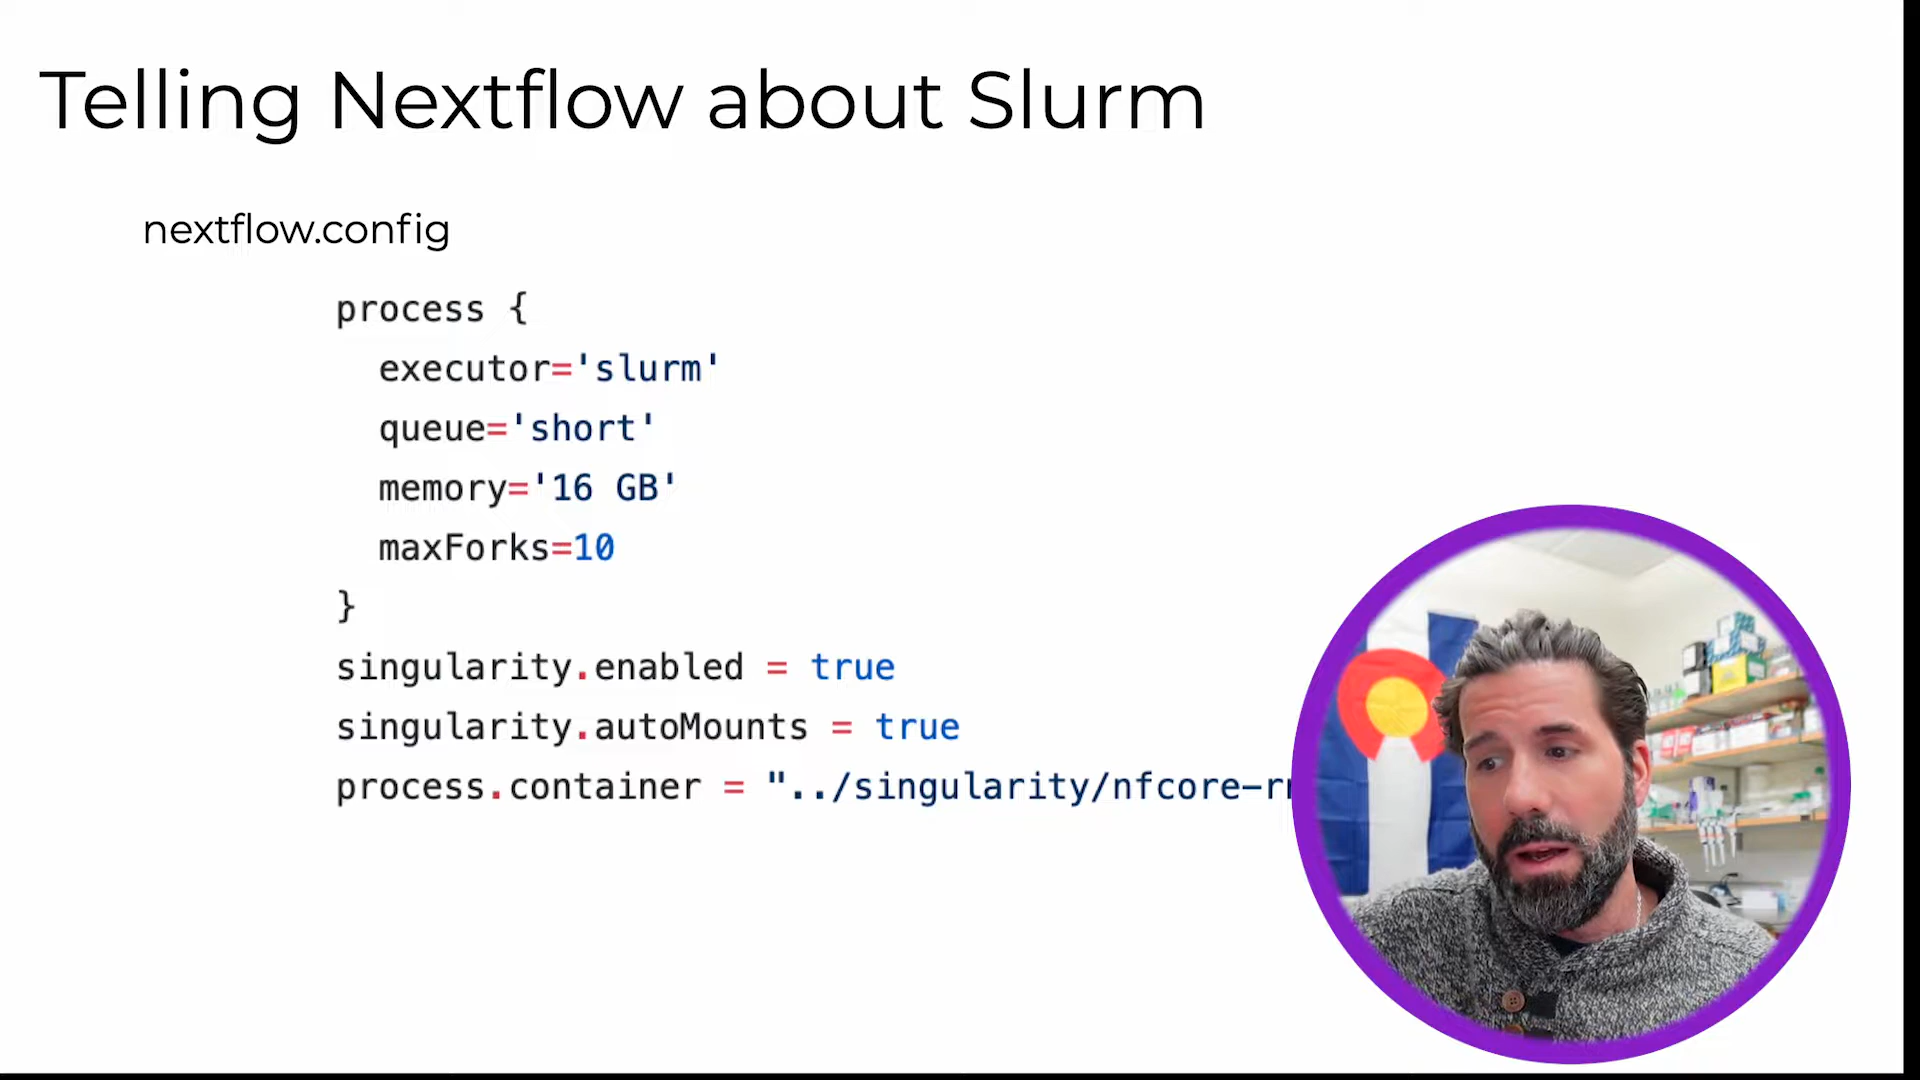 Telling Nextflow about Slurm
nextflow.config
process {
executor='slurm'
queue='short'
memory='16 GB'
maxForks=10
}
singularity.enabled = true
singularity.autoMounts = true
process.container = "../singularity/nfcore-r